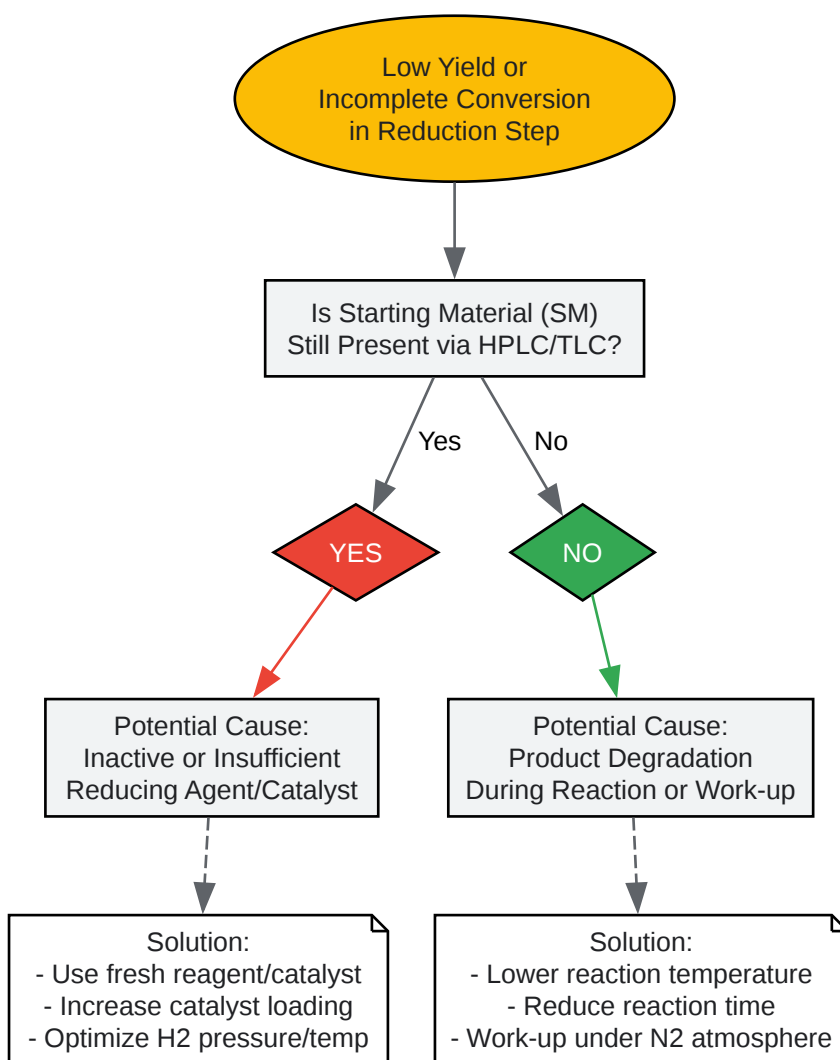 Low Yield or
Incomplete Conversion
in Reduction Step
Is Starting Material (SM)
Still Present via HPLC/TLC?
Yes
No
YES
NO
Potential Cause:
Inactive or Insufficient
Reducing Agent/Catalyst
Potential Cause:
Product Degradation
During Reaction or Work-up
Solution:
- Use fresh reagent/catalyst
- Increase catalyst loading
- Optimize H2 pressure/temp
Solution:
- Lower reaction temperature
- Reduce reaction time
- Work-up under N2 atmosphere